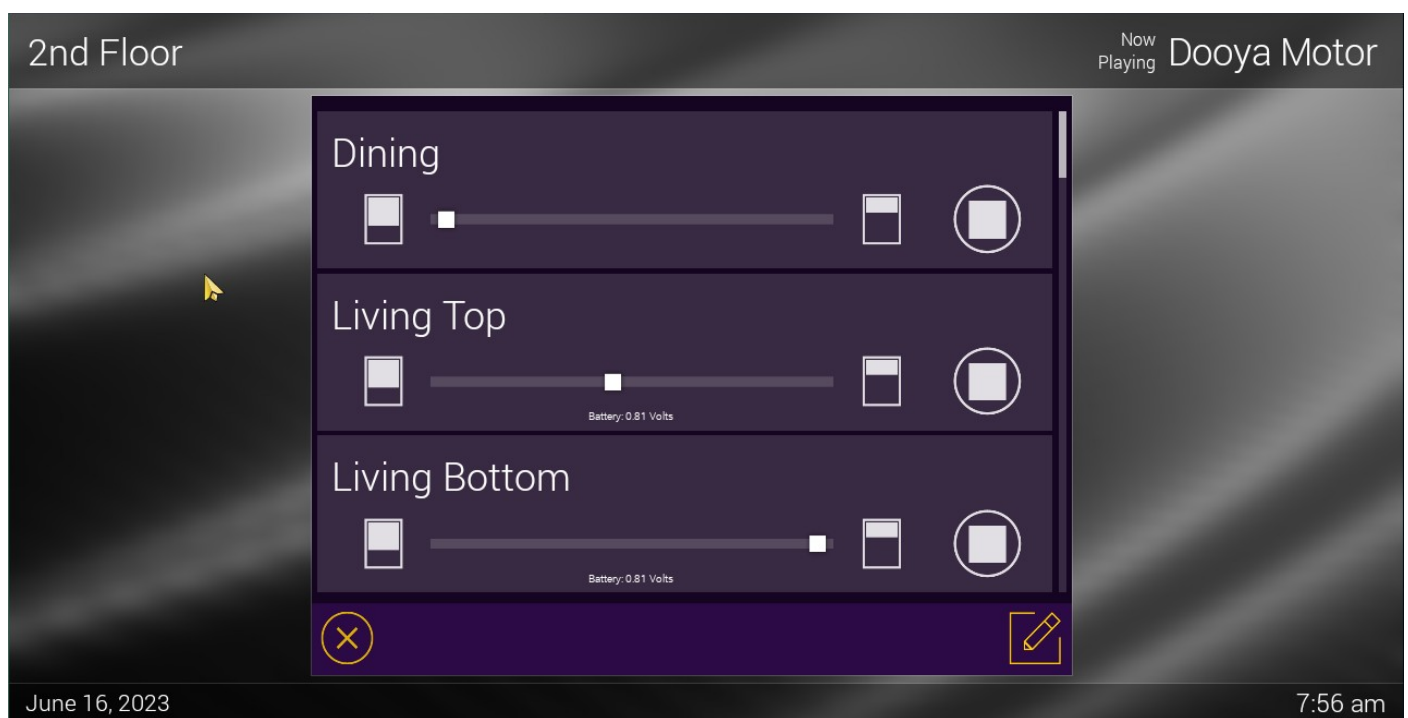 2nd Floor
Now Playing Dooya Motor
Dining
Living Top
Battery: 0.81 Volts
Living Bottom
Battery: 0.81 Volts
June 16, 2023
7:56 am